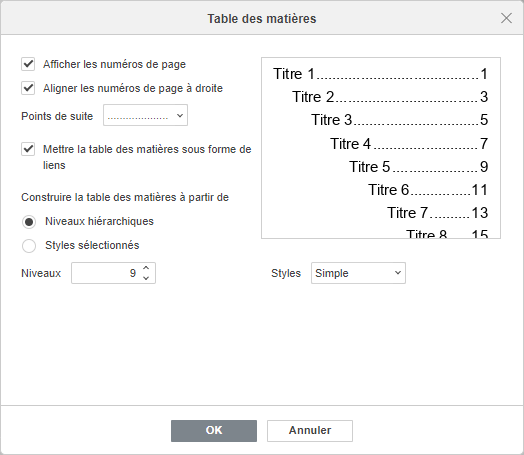 Table des matières
Afficher les numéros de page
Aligner les numéros de page à droite
Points de suite ....................
Mettre la table des matières sous forme de
liens
Construire la table des matières à partir de
Niveaux hiérarchiques
Styles sélectionnés
Niveaux 9
Titre 1........................................1
Titre 2...................................3
Titre 3...............................5
Titre 4..........................7
Titre 5.....................9
Titre 6...............11
Titre 7..........13
Titre 8.....15
Styles Simple
OK Annuler